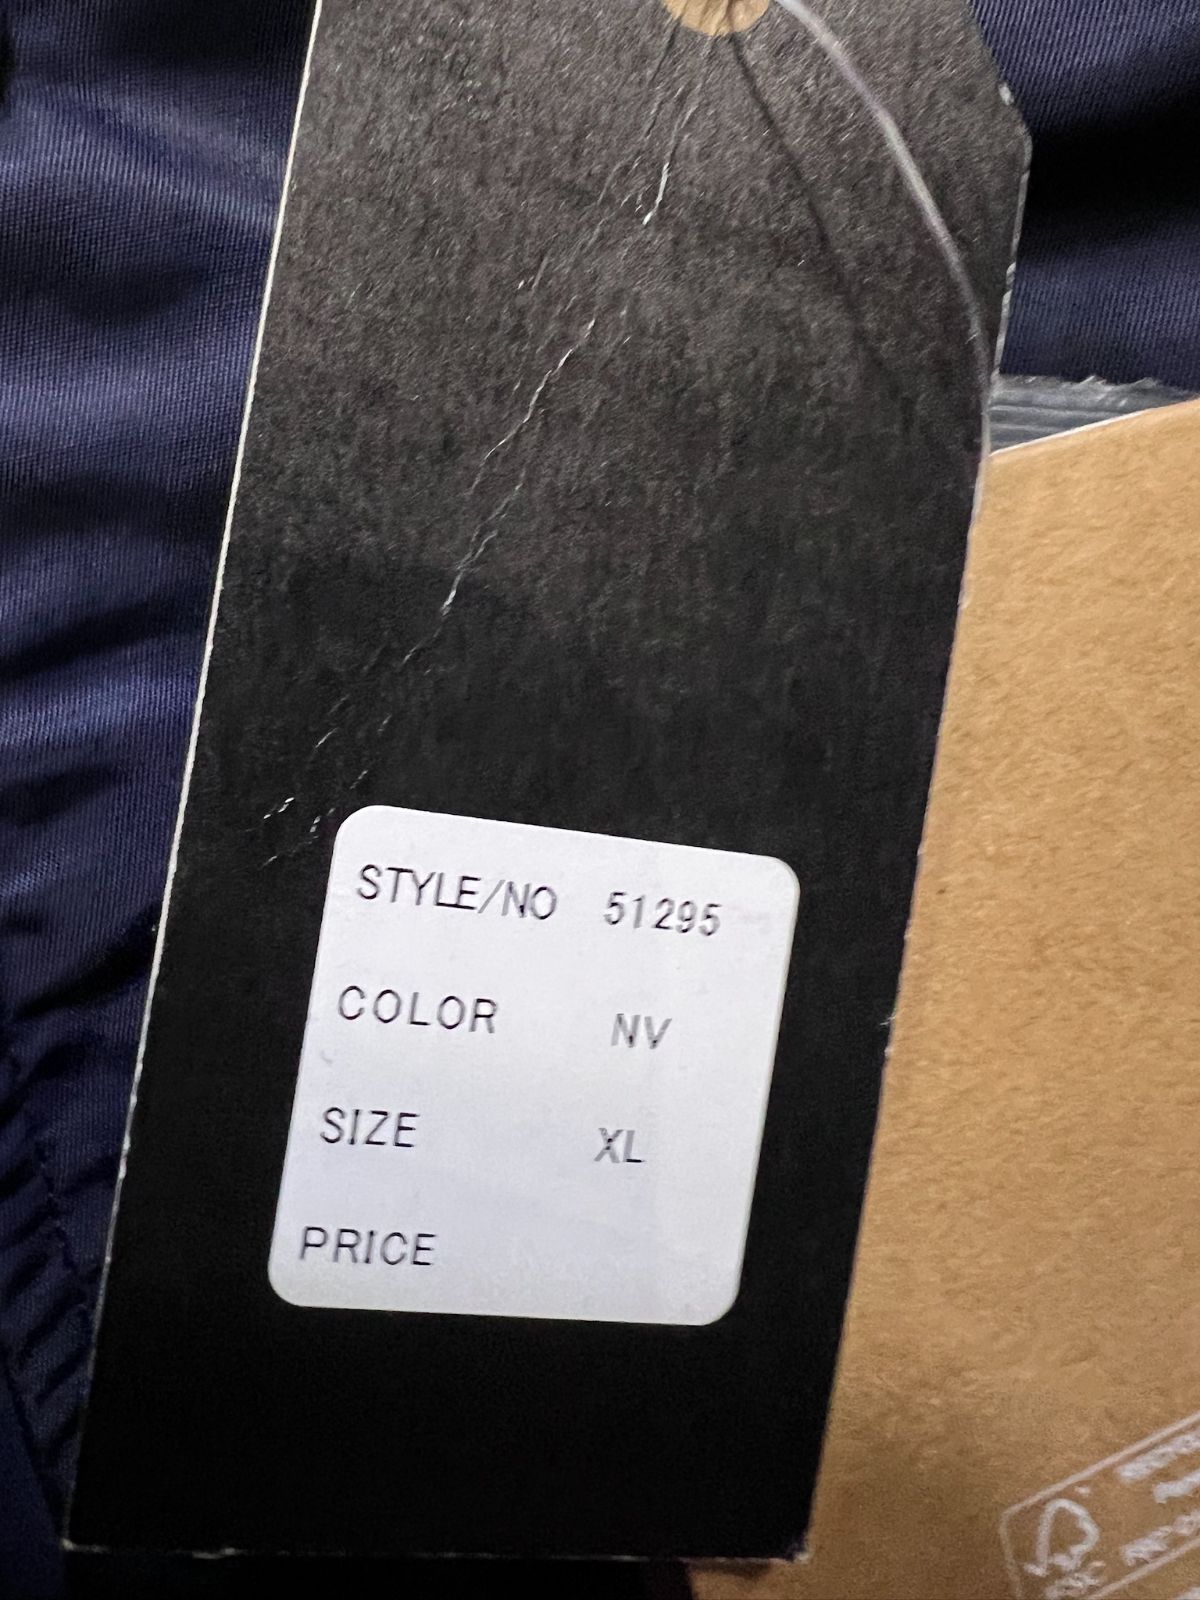 STYLE/NO 51295
COLOR NV
SIZE XL
PRICE